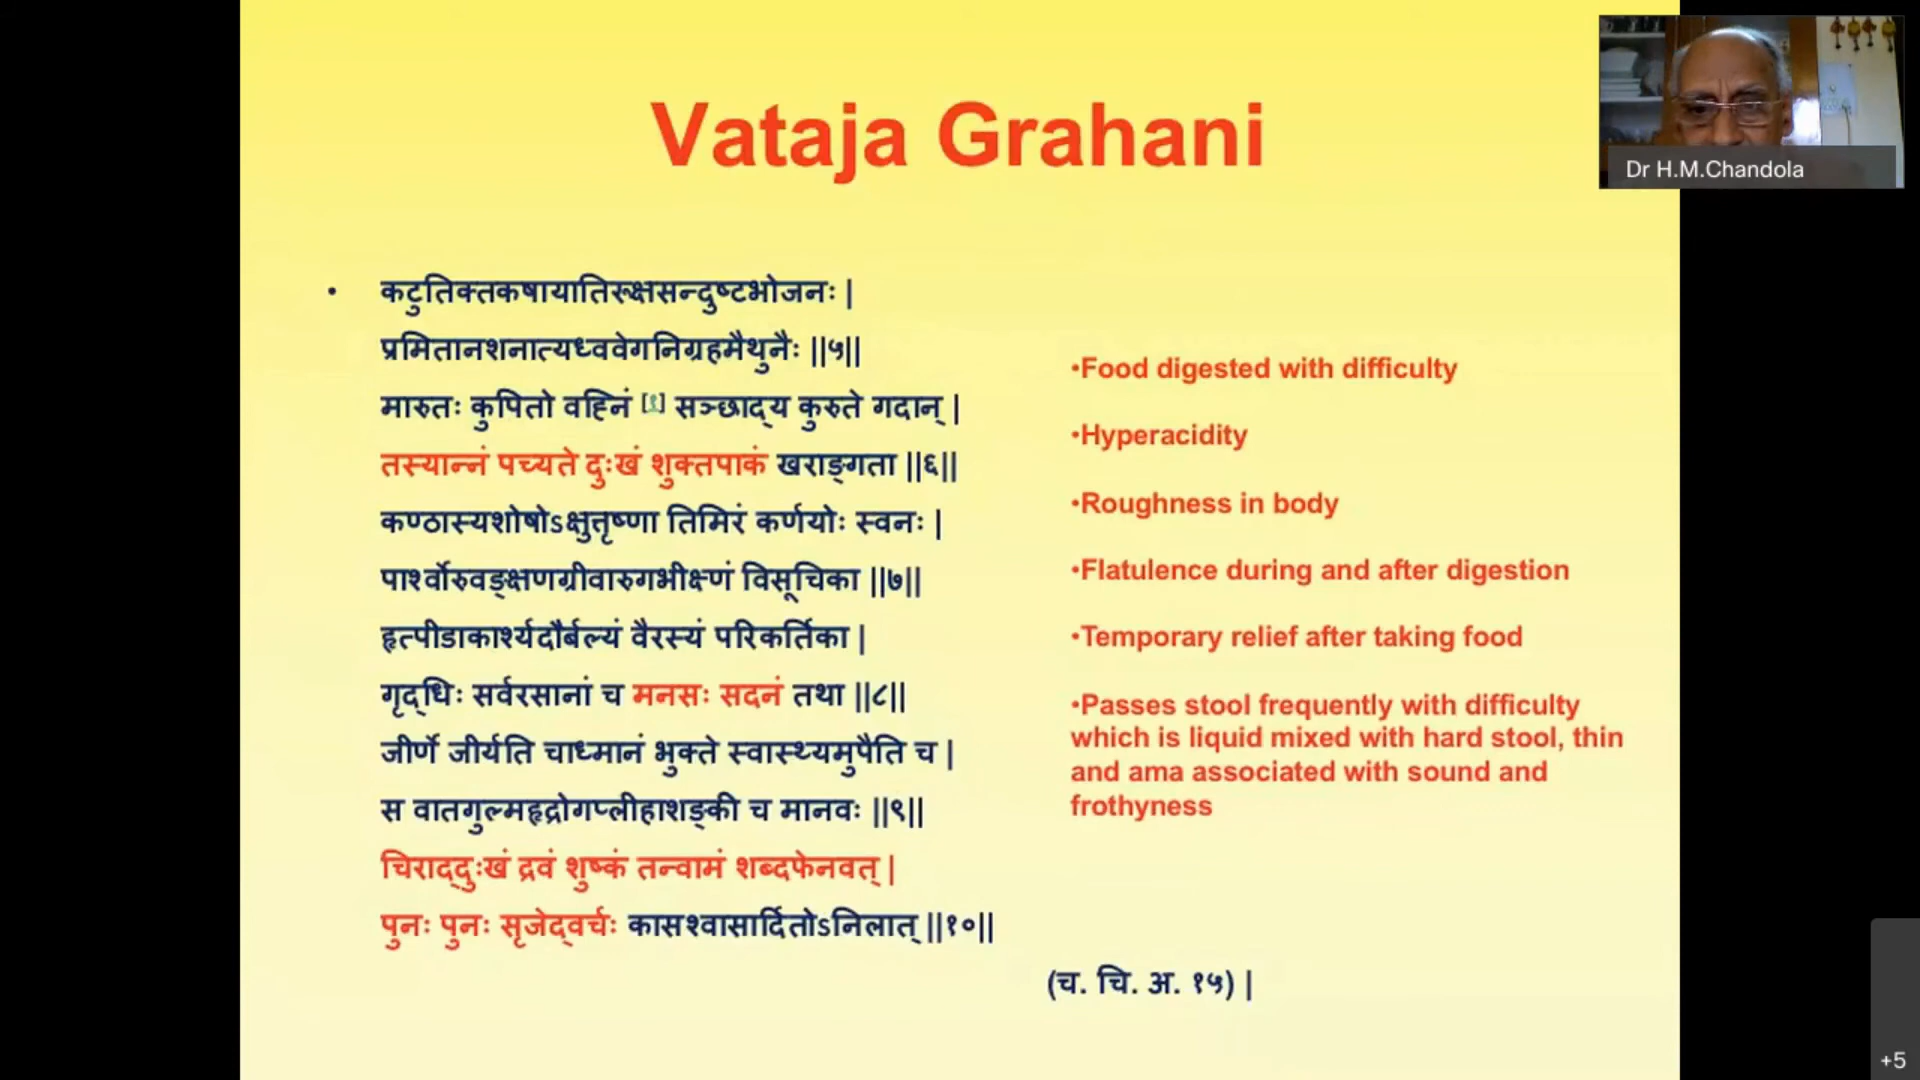 Vataja Grahani
Dr H.M.Chandola
• कटुतिक्तकषायातिरूक्षसन्दुष्टभोजनः |
प्रमितानशनात्यध्ववेगनिग्रहमैथुनैः ||५||
मारुतः कुपितो वह्निं [१] सञ्छाद्य कुरुते गदान् |
तस्यान्नं पच्यते दुःखं शुक्तपाकं खराङ्गता ||६||
कण्ठास्यशोषोऽक्षुत्तृष्णा तिमिरं कर्णयोः स्वनः |
पार्श्वोरुवङ्क्षणग्रीवारुगभीक्ष्णं विसूचिका ||७||
हृत्पीडाकार्श्यदौर्बल्यं वैरस्यं परिकर्तिका |
गृद्धिः सर्वरसानां च मनसः सदनं तथा ||८||
जीर्णे जीर्यति चाध्मानं भुक्ते स्वास्थ्यमुपैति च |
स वातगुल्महृद्रोगप्लीहाशङ्की च मानवः ||९||
चिराद्दुःखं द्रवं शुष्कं तन्वामं शब्दफेनवत् |
पुनः पुनः सृजेद्वर्चः कासश्वासार्दितोऽनिलात् ||१०||
(च. चि. अ. १५) |
•Food digested with difficulty
•Hyperacidity
•Roughness in body
•Flatulence during and after digestion
•Temporary relief after taking food
•Passes stool frequently with difficulty
which is liquid mixed with hard stool, thin
and ama associated with sound and
frothyness
+5